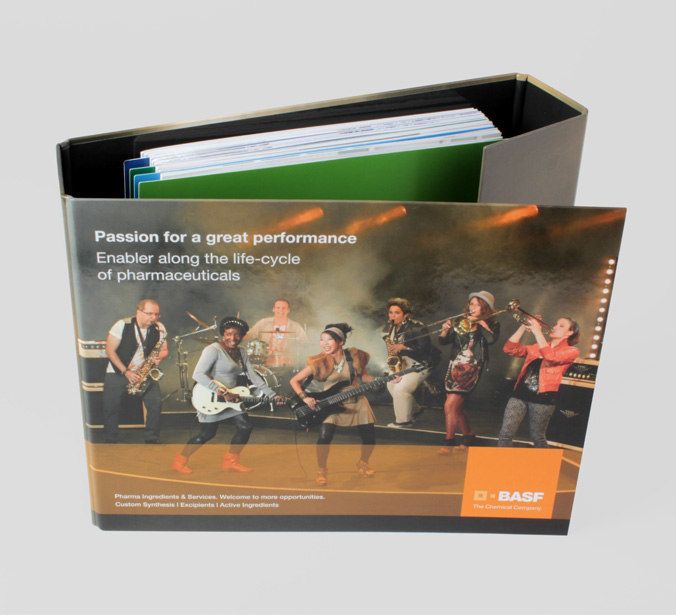 Passion for a great performance
Enabler along the life-cycle
of pharmaceuticals
Pharma Ingredients & Services. Welcome to more opportunities.
Custom Synthesis | Excipients | Active Ingredients
BASF
The Chemical Company